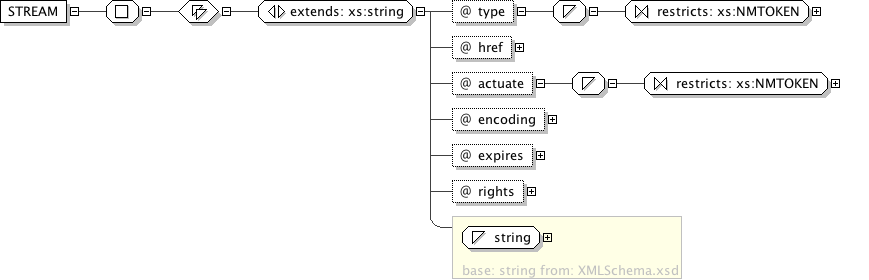 STREAM extends: xs:string @ type restricts: xs:NMTOKEN
@ href
@ actuate restricts: xs:NMTOKEN
@ encoding
@ expires
@ rights
string
base: string from: XMLSchema.xsd